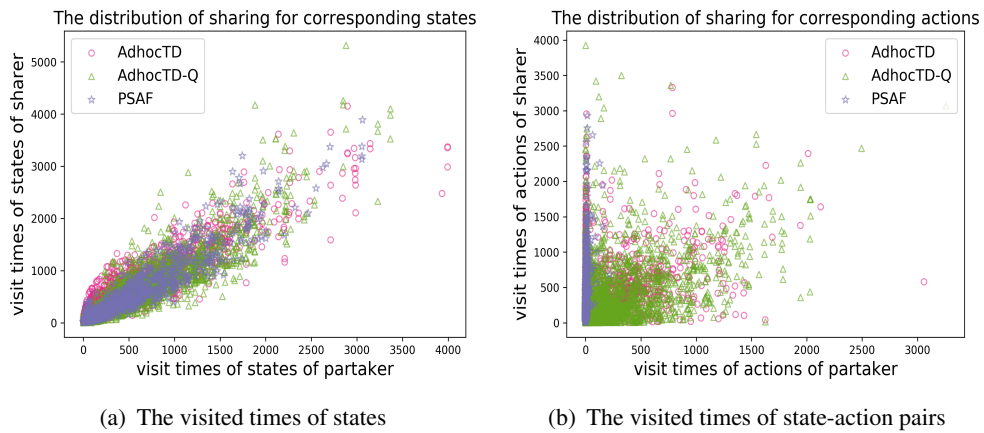 The distribution of sharing for corresponding states
visit times of states of sharer
5000
4000
3000
2000
1000
0
AdhocTD
AdhocTD-Q
PSAF
0 500 1000 1500 2000 2500 3000 3500 4000
visit times of states of partaker
(a) The visited times of states
The distribution of sharing for corresponding actions
visit times of actions of sharer
4000
3500
3000
2500
2000
1500
1000
500
0
AdhocTD
AdhocTD-Q
PSAF
0 500 1000 1500 2000 2500 3000
visit times of actions of partaker
(b) The visited times of state-action pairs